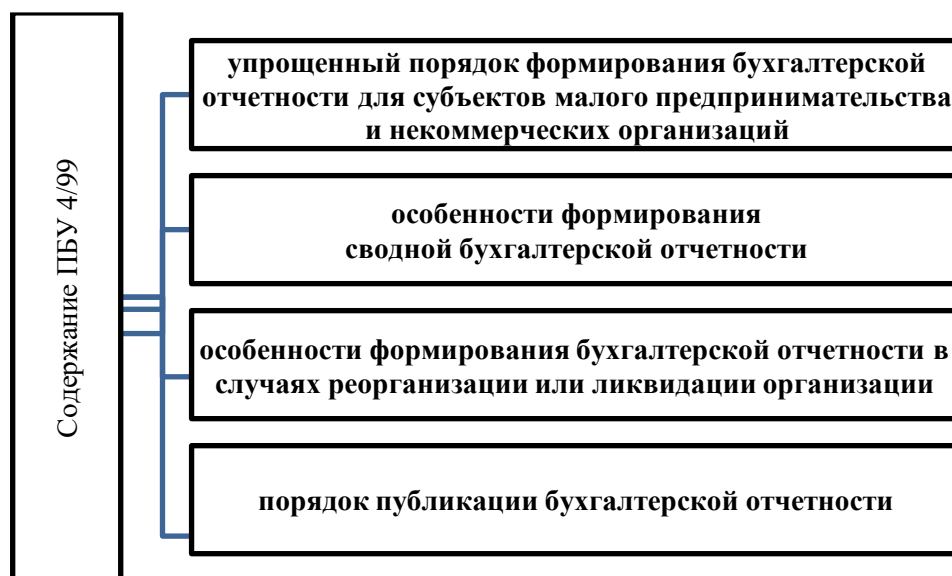 Содержание ПБУ 4/99
упрощенный порядок формирования бухгалтерской
отчетности для субъектов малого предпринимательства
и некоммерческих организаций
особенности формирования
сводной бухгалтерской отчетности
особенности формирования бухгалтерской отчетности в
случаях реорганизации или ликвидации организации
порядок публикации бухгалтерской отчетности